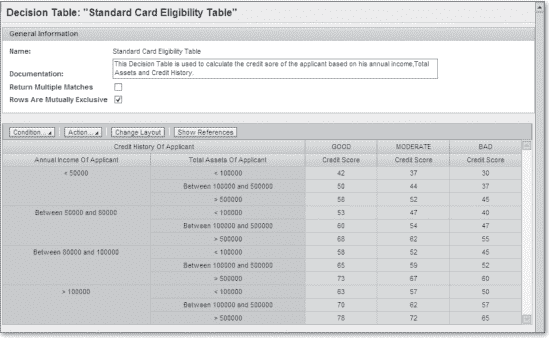 Decision Table: "Standard Card Eligibility Table"
General Information
Name: Standard Card Eligibility Table
Documentation: This Decision Table is used to calculate the credit sore of the applicant based on his annual income,Total
Assets and Credit History.
Return Multiple Matches
Rows Are Mutually Exclusive
Condition... Action... Change Layout Show References
Credit History Of Applicant GOOD MODERATE BAD
Annual Income Of Applicant Total Assets Of Applicant Credit Score Credit Score Credit Score
< 50000 < 100000 42 37 30
Between 100000 and 500000 50 44 37
> 500000 56 52 45
Between 50000 and 80000 < 100000 53 47 40
Between 100000 and 500000 60 54 47
> 500000 68 62 55
Between 80000 and 100000 < 100000 58 52 45
Between 100000 and 500000 65 59 52
> 500000 73 67 60
> 100000 < 100000 63 57 50
Between 100000 and 500000 70 62 57
> 500000 78 72 65